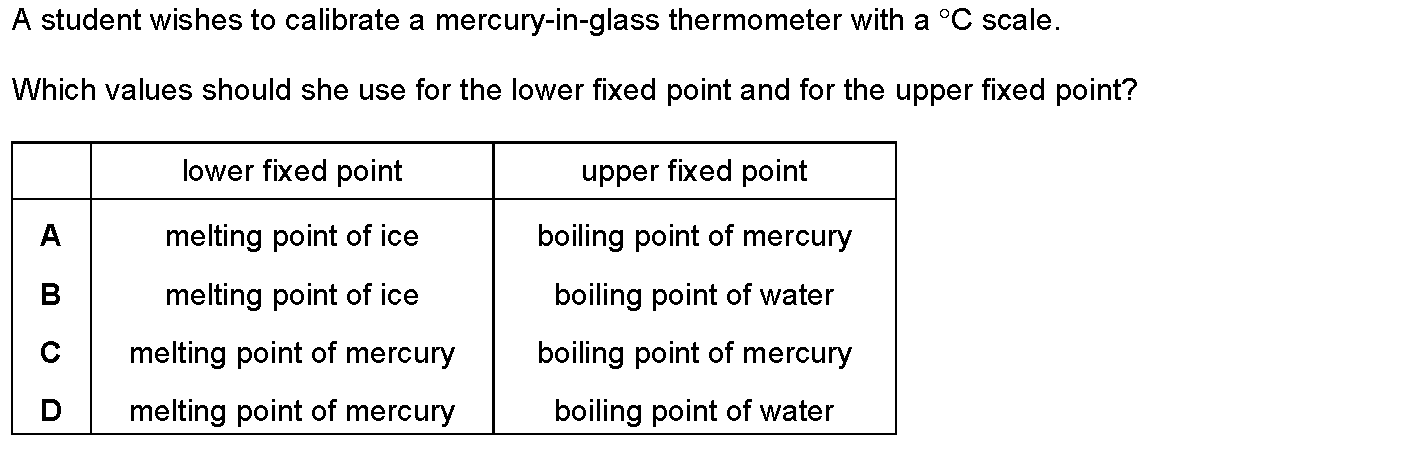 A student wishes to calibrate a mercury-in-glass thermometer with a °C scale.
Which values should she use for the lower fixed point and for the upper fixed point?
lower fixed point upper fixed point
A melting point of ice boiling point of mercury
B melting point of ice boiling point of water
C melting point of mercury boiling point of mercury
D melting point of mercury boiling point of water